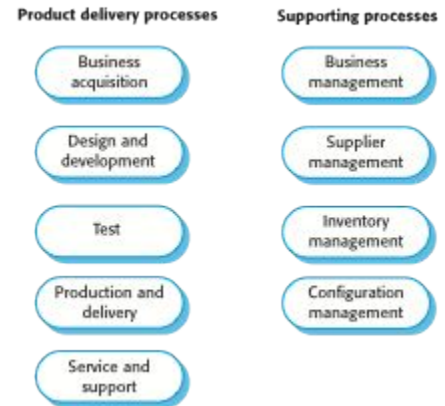 Product delivery processes
Supporting processes
Business
acquisition
Business
management
Design and
development
Supplier
management
Test
Inventory
management
Production and
delivery
Configuration
management
Service and
support